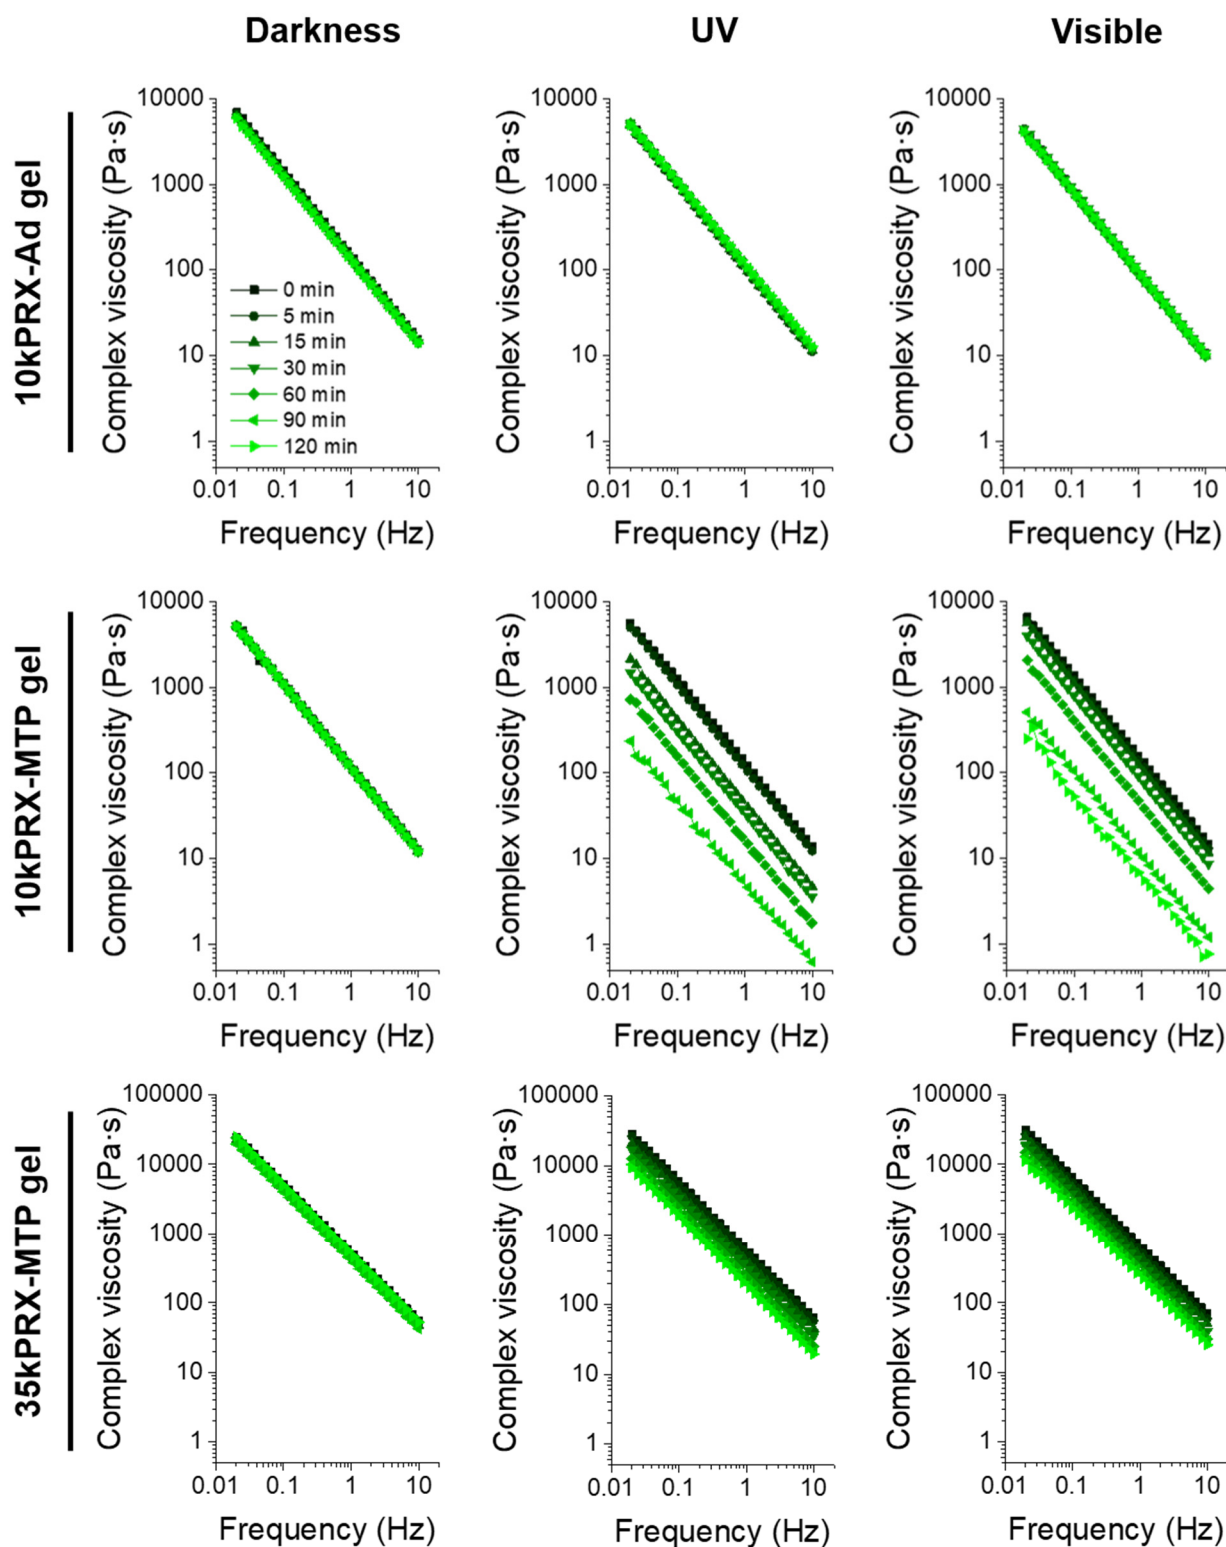 Darkness
UV
Visible
10kPRX-Ad gel
Complex viscosity (Pa·s)
10000
1000
100
10
1
0 min
5 min
15 min
30 min
60 min
90 min
120 min
0.01 0.1 1 10
Frequency (Hz)
Complex viscosity (Pa·s)
10000
1000
100
10
1
0.01 0.1 1 10
Frequency (Hz)
Complex viscosity (Pa·s)
10000
1000
100
10
1
0.01 0.1 1 10
Frequency (Hz)
10kPRX-MTP gel
Complex viscosity (Pa·s)
10000
1000
100
10
1
0.01 0.1 1 10
Frequency (Hz)
Complex viscosity (Pa·s)
10000
1000
100
10
1
0.01 0.1 1 10
Frequency (Hz)
Complex viscosity (Pa·s)
10000
1000
100
10
1
0.01 0.1 1 10
Frequency (Hz)
35kPRX-MTP gel
Complex viscosity (Pa·s)
100000
10000
1000
100
10
1
0.01 0.1 1 10
Frequency (Hz)
Complex viscosity (Pa·s)
100000
10000
1000
100
10
1
0.01 0.1 1 10
Frequency (Hz)
Complex viscosity (Pa·s)
100000
10000
1000
100
10
1
0.01 0.1 1 10
Frequency (Hz)